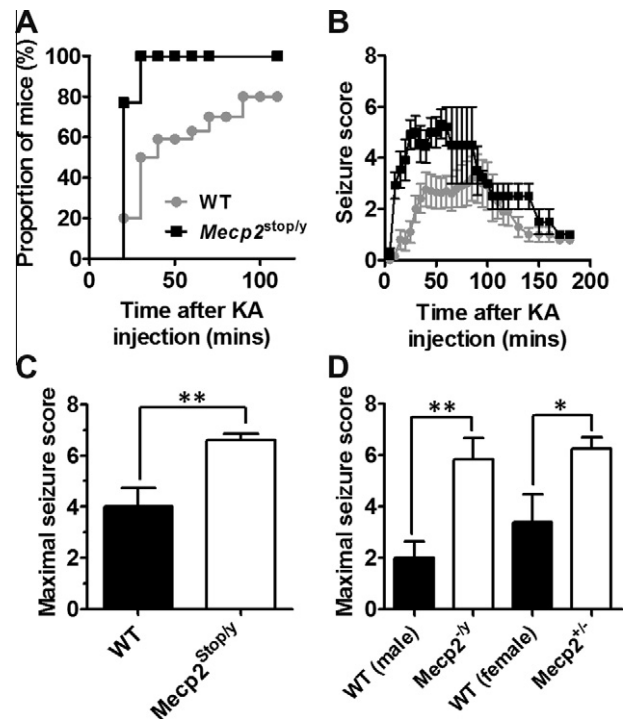 A
Proportion of mice (%)
100
80
60
40
20
0
50
100
WT
Mecp2stop/y
Time after KA
injection (mins)
B
Seizure score
8
6
4
2
0
0
50
100
150
200
Time after KA
injection (mins)
C
Maximal seizure score
8
6
4
2
0
**
WT
Mecp2Stop/y
D
Maximal seizure score
8
6
4
2
0
**
*
WT (male)
Mecp2-/y
WT (female)
Mecp2+/-